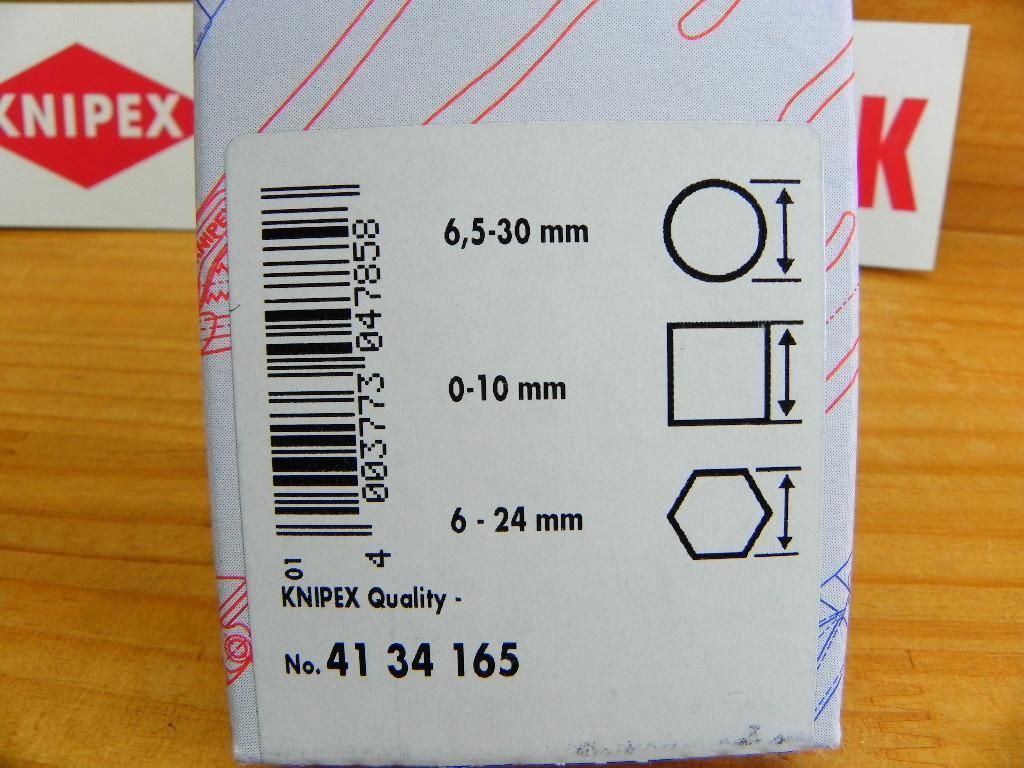 KNIPEX
K
KNIPEX
6,5-30 mm
0-10 mm
6 - 24 mm
4 003773 047858
01
KNIPEX Quality -
No. 41 34 165